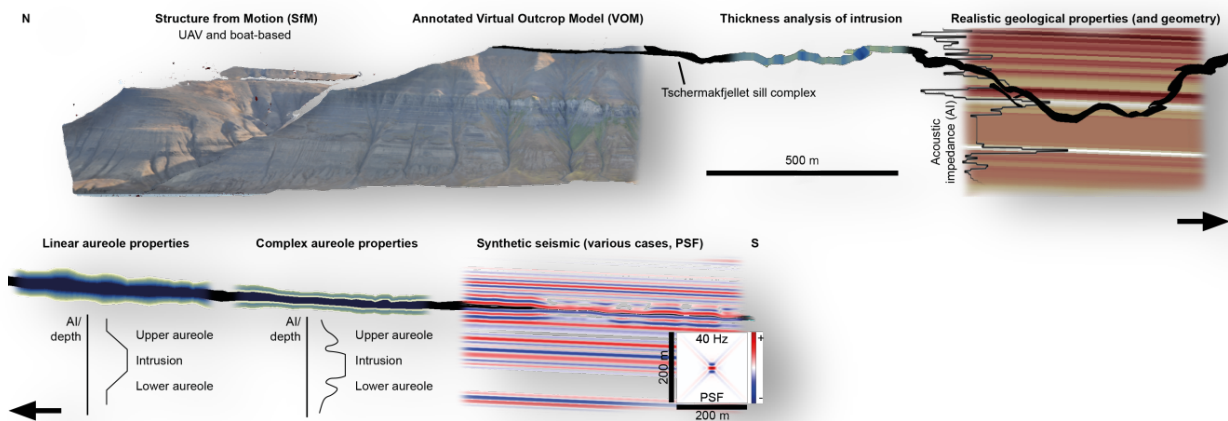 N
Structure from Motion (SfM)
UAV and boat-based
Annotated Virtual Outcrop Model (VOM)
Thickness analysis of intrusion
Realistic geological properties (and geometry)
Tschermakfjellet sill complex
500 m
Acoustic
impedance (AI)
Linear aureole properties
Complex aureole properties
Synthetic seismic (various cases, PSF)
S
AI/
depth
Upper aureole
Intrusion
Lower aureole
AI/
depth
Upper aureole
Intrusion
Lower aureole
200 m
40 Hz
PSF
200 m
+
-